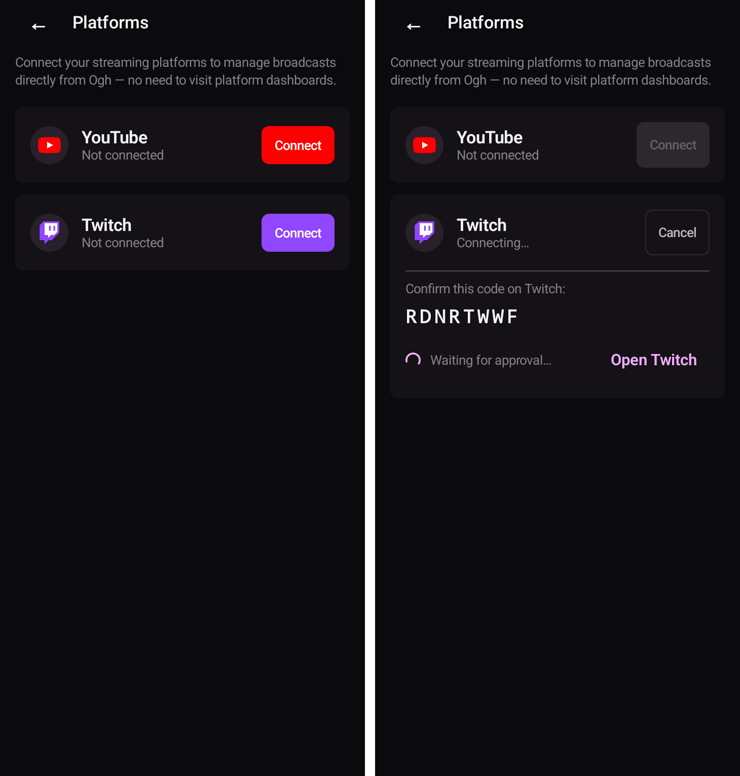 ← Platforms
Connect your streaming platforms to manage broadcasts
directly from Ogh — no need to visit platform dashboards.
YouTube
Not connected
Connect
Twitch
Not connected
Connect
← Platforms
Connect your streaming platforms to manage broadcasts
directly from Ogh — no need to visit platform dashboards.
YouTube
Not connected
Connect
Twitch
Connecting...
Cancel
Confirm this code on Twitch:
RDNRTWWF
Waiting for approval...
Open Twitch